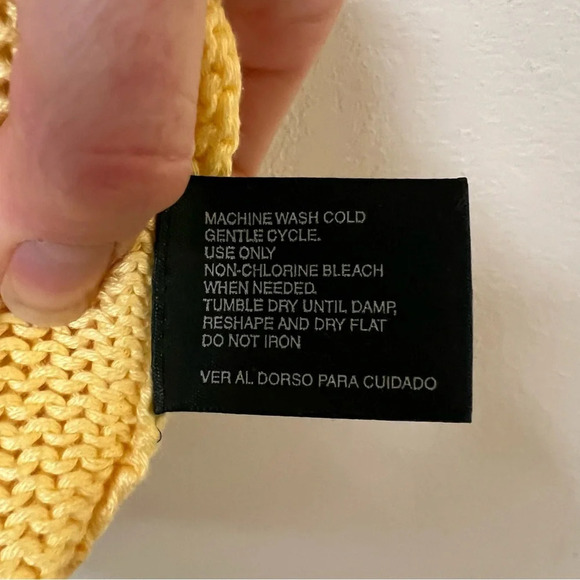 MACHINE WASH COLD
GENTLE CYCLE.
USE ONLY
NON-CHLORINE BLEACH
WHEN NEEDED.
TUMBLE DRY UNTIL DAMP,
RESHAPE AND DRY FLAT
DO NOT IRON
VER AL DORSO PARA CUIDADO